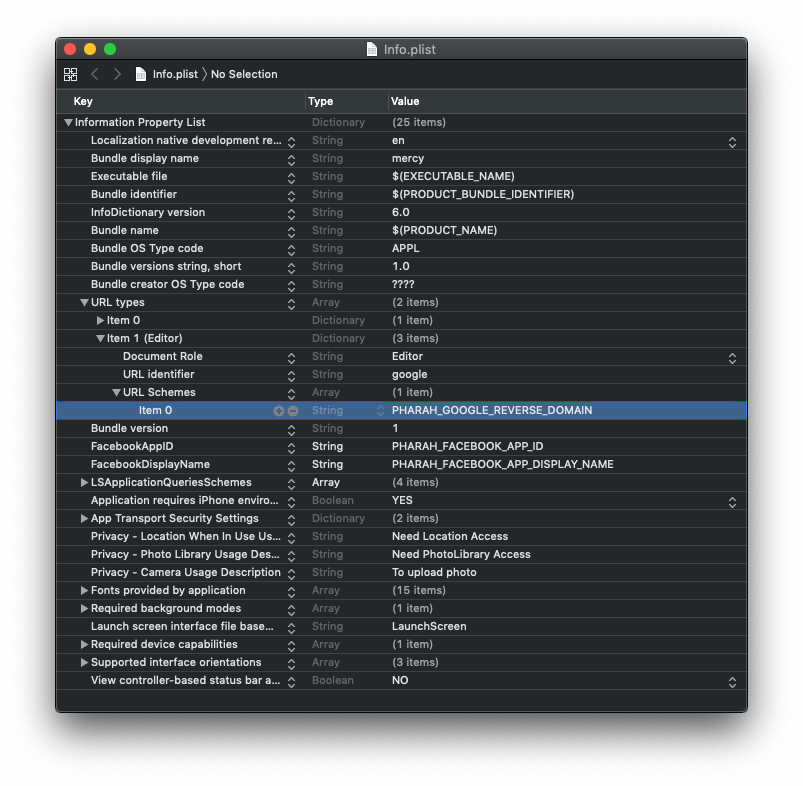 Info.plist
Info.plist No Selection
Key Type Value
Information Property List Dictionary (25 items)
Localization native development re... String en
Bundle display name String mercy
Executable file String $(EXECUTABLE_NAME)
Bundle identifier String $(PRODUCT_BUNDLE_IDENTIFIER)
InfoDictionary version String 6.0
Bundle name String $(PRODUCT_NAME)
Bundle OS Type code String APPL
Bundle versions string, short String 1.0
Bundle creator OS Type code String ????
URL types Array (2 items)
Item 0 Dictionary (1 item)
Item 1 (Editor) Dictionary (3 items)
Document Role String Editor
URL identifier String google
URL Schemes Array (1 item)
Item 0 String PHARAH_GOOGLE_REVERSE_DOMAIN
Bundle version String 1
FacebookAppID String PHARAH_FACEBOOK_APP_ID
FacebookDisplayName String PHARAH_FACEBOOK_APP_DISPLAY_NAME
LSApplicationQueriesSchemes Array (4 items)
Application requires iPhone enviro... Boolean YES
App Transport Security Settings Dictionary (2 items)
Privacy - Location When In Use Us... String Need Location Access
Privacy - Photo Library Usage Des... String Need PhotoLibrary Access
Privacy - Camera Usage Description String To upload photo
Fonts provided by application Array (15 items)
Required background modes Array (1 item)
Launch screen interface file base... String LaunchScreen
Required device capabilities Array (1 item)
Supported interface orientations Array (3 items)
View controller-based status bar a... Boolean NO